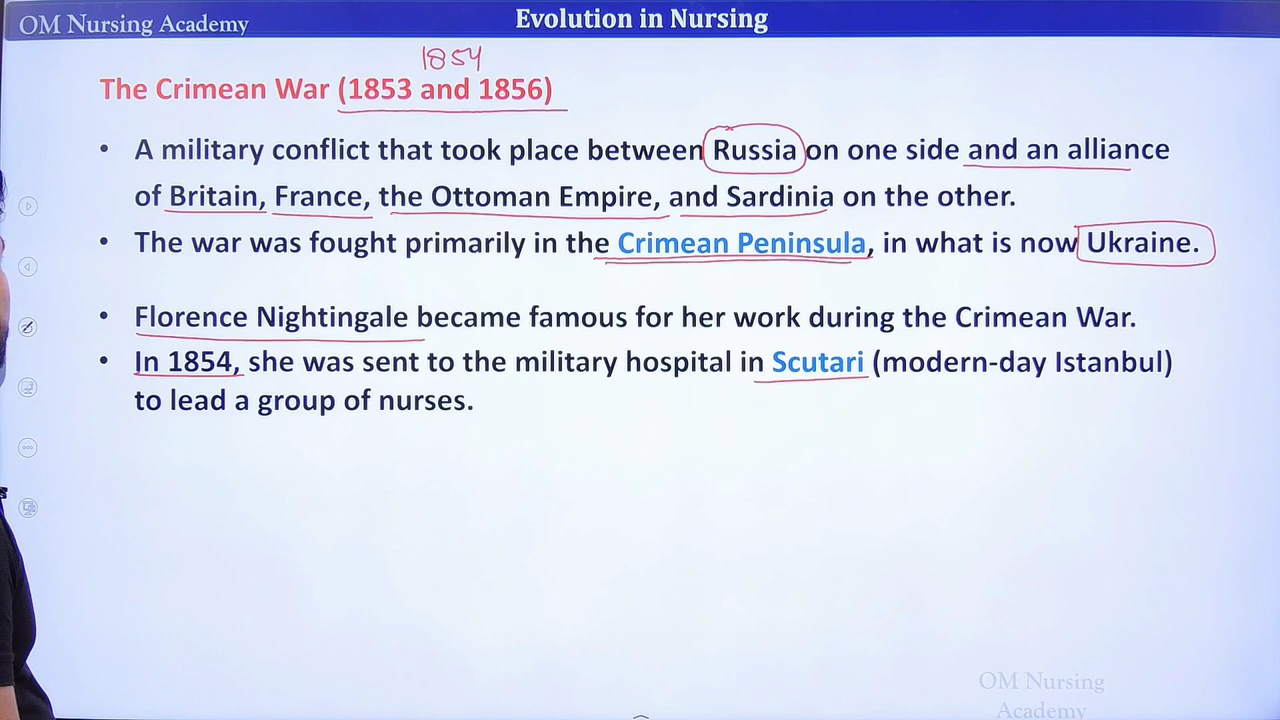 OM Nursing Academy
Evolution in Nursing
1854
The Crimean War (1853 and 1856)
• A military conflict that took place between Russia on one side and an alliance
of Britain, France, the Ottoman Empire, and Sardinia on the other.
• The war was fought primarily in the Crimean Peninsula, in what is now Ukraine.
• Florence Nightingale became famous for her work during the Crimean War.
• In 1854, she was sent to the military hospital in Scutari (modern-day Istanbul)
to lead a group of nurses.
OM Nursing
Academy